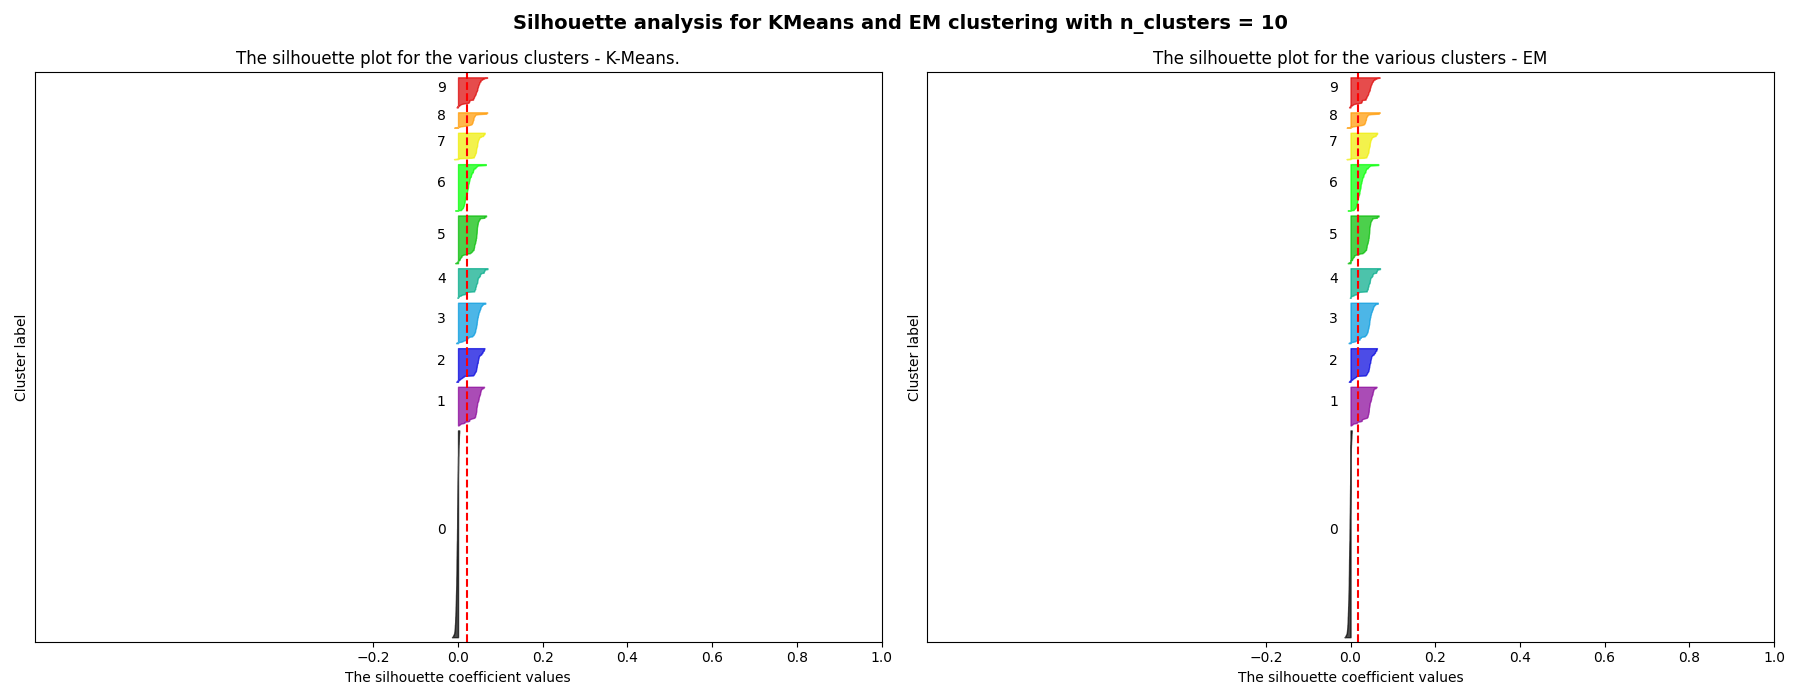 Silhouette analysis for KMeans and EM clustering with n_clusters = 10
The silhouette plot for the various clusters - K-Means.
9
8
7
6
5
4
3
2
1
0
Cluster label
−0.2 0.0 0.2 0.4 0.6 0.8 1.0
The silhouette coefficient values
The silhouette plot for the various clusters - EM
9
8
7
6
5
4
3
2
1
0
Cluster label
−0.2 0.0 0.2 0.4 0.6 0.8 1.0
The silhouette coefficient values